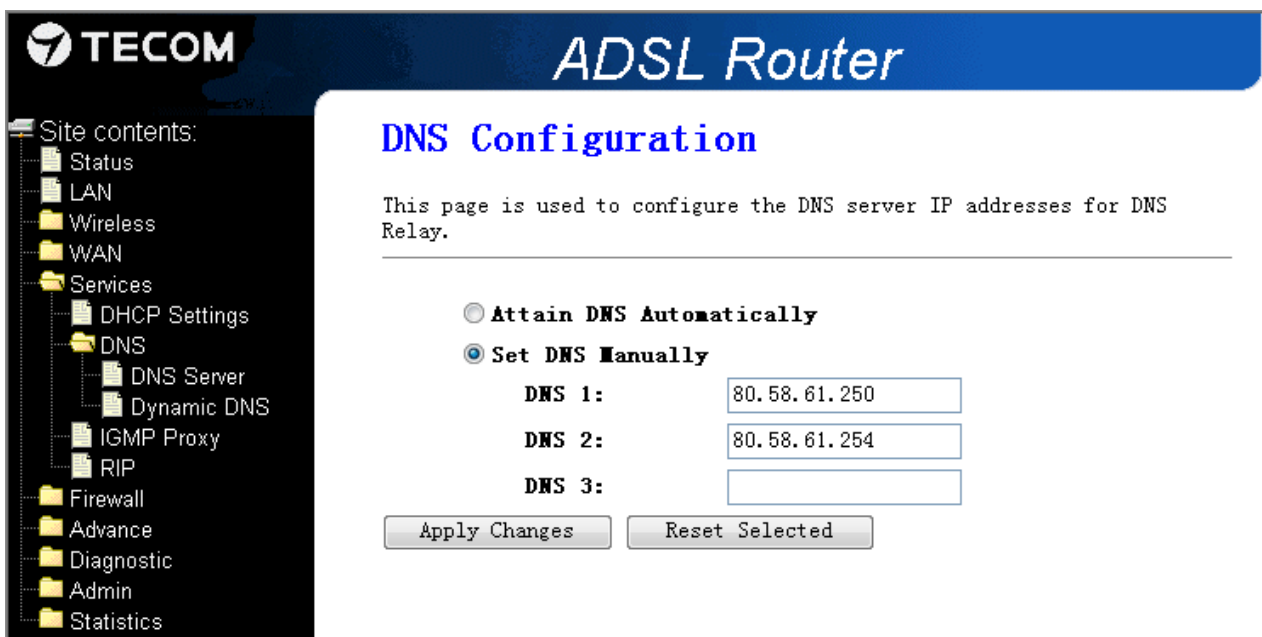 TECOM
ADSL Router
Site contents:
Status
LAN
Wireless
WAN
Services
DHCP Settings
DNS
DNS Server
Dynamic DNS
IGMP Proxy
RIP
Firewall
Advance
Diagnostic
Admin
Statistics
DNS Configuration
This page is used to configure the DNS server IP addresses for DNS
Relay.
Attain DNS Automatically
Set DNS Manually
DNS 1: 80.58.61.250
DNS 2: 80.58.61.254
DNS 3:
Apply Changes Reset Selected